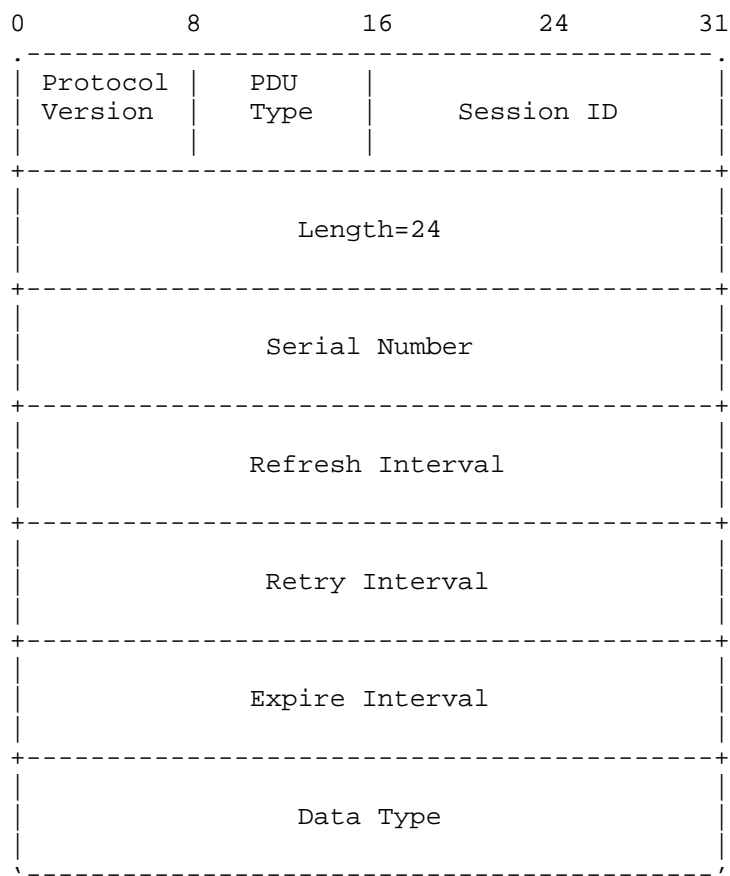 0 8 16 24 31
Protocol PDU
Version Type Session ID
Length=24
Serial Number
Refresh Interval
Retry Interval
Expire Interval
Data Type